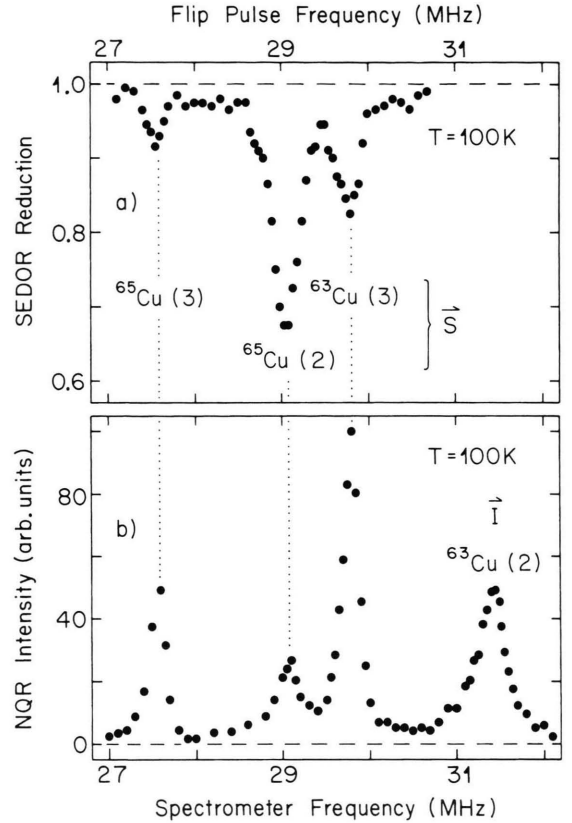 Flip Pulse Frequency (MHz)
27 29 31
1.0
T=100K
a)
0.8
⁶⁵Cu (3)
⁶³Cu (3)
S⃗
⁶⁵Cu (2)
0.6
SEDOR Reduction
T=100K
80
I⃗
b)
⁶³Cu (2)
40
0
NQR Intensity (arb. units)
27 29 31
Spectrometer Frequency (MHz)